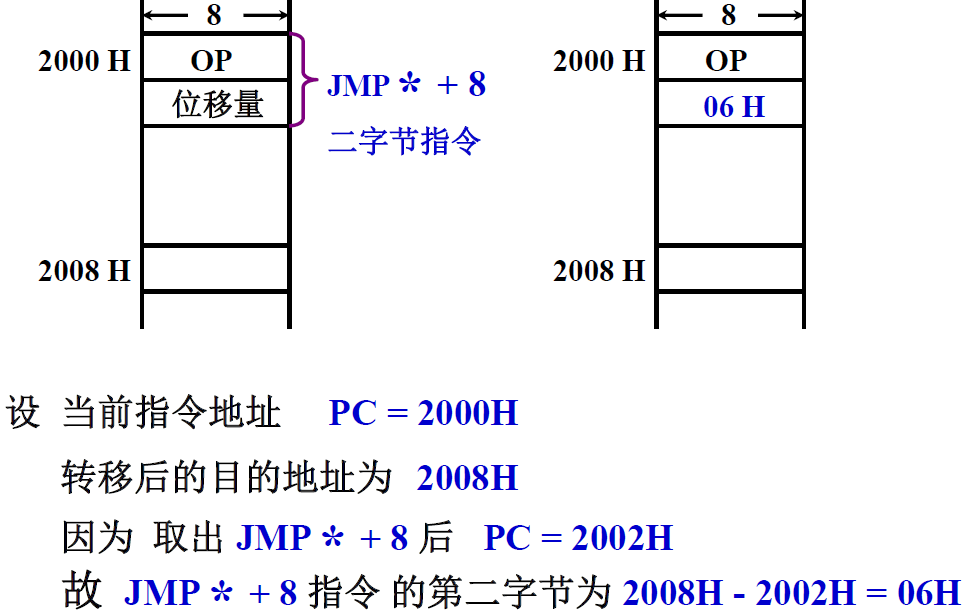 8
2000 H
OP
位移量
JMP * + 8
二字节指令
2008 H
8
2000 H
OP
06 H
2008 H
设 当前指令地址 PC = 2000H
转移后的目的地址为 2008H
因为 取出 JMP * + 8 后 PC = 2002H
故 JMP * + 8 指令 的第二字节为 2008H - 2002H = 06H